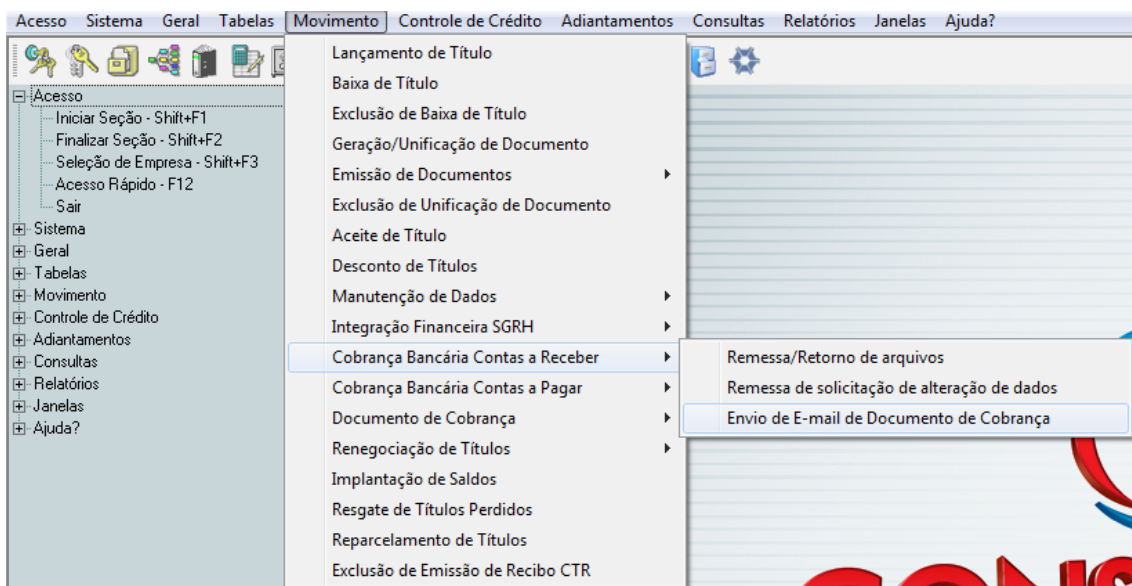 Acesso Sistema Geral Tabelas Movimento Controle de Crédito Adiantamentos Consultas Relatórios Janelas Ajuda?
Acesso
Iniciar Seção - Shift+F1
Finalizar Seção - Shift+F2
Seleção de Empresa - Shift+F3
Acesso Rápido - F12
Sair
Sistema
Geral
Tabelas
Movimento
Controle de Crédito
Adiantamentos
Consultas
Relatórios
Janelas
Ajuda?
Lançamento de Título
Baixa de Título
Exclusão de Baixa de Título
Geração/Unificação de Documento
Emissão de Documentos
Exclusão de Unificação de Documento
Aceite de Título
Desconto de Títulos
Manutenção de Dados
Integração Financeira SGRH
Cobrança Bancária Contas a Receber
Cobrança Bancária Contas a Pagar
Documento de Cobrança
Renegociação de Títulos
Implantação de Saldos
Resgate de Títulos Perdidos
Reparcelamento de Títulos
Exclusão de Emissão de Recibo CTR
Remessa/Retorno de arquivos
Remessa de solicitação de alteração de dados
Envio de E-mail de Documento de Cobrança